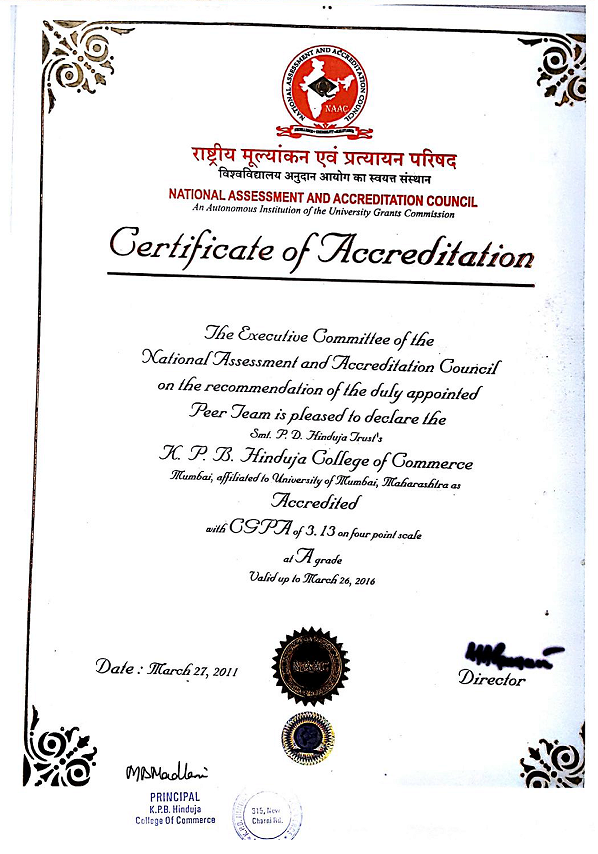 NATIONAL ASSESSMENT AND ACCREDITATION COUNCIL
NAAC
राष्ट्रीय मूल्यांकन एवं प्रत्यायन परिषद
विश्वविद्यालय अनुदान आयोग का स्वयत्त संस्थान
NATIONAL ASSESSMENT AND ACCREDITATION COUNCIL
An Autonomous Institution of the University Grants Commission
Certificate of Accreditation
The Executive Committee of the
National Assessment and Accreditation Council
on the recommendation of the duly appointed
Peer Team is pleased to declare the
Smt. P. D. Hinduja Trust's
K. P. B. Hinduja College of Commerce
Mumbai, affiliated to University of Mumbai, Maharashtra as
Accredited
with CGPA of 3.13 on four point scale
at A grade
Valid up to March 26, 2016
Date : March 27, 2011
Director
PRINCIPAL
K.P.B. Hinduja
College Of Commerce
315, New
Charni Rd.